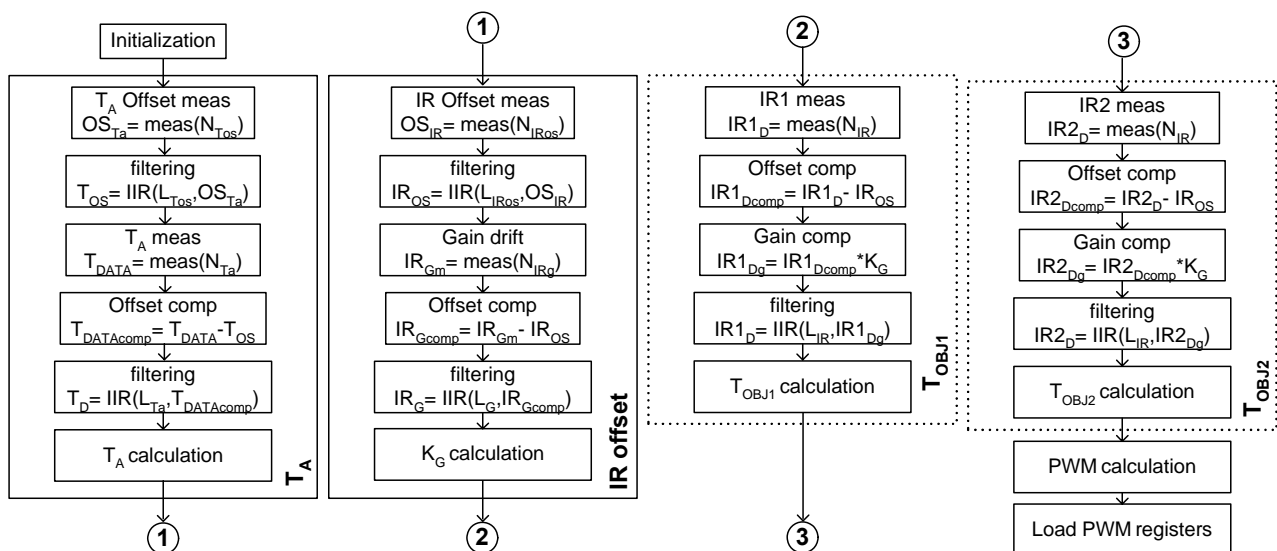 Initialization
T_A Offset meas
OS_Ta= meas(N_Tos)
filtering
T_OS= IIR(L_Tos,OS_Ta)
T_A meas
T_DATA= meas(N_Ta)
Offset comp
T_DATAcomp= T_DATA-T_OS
filtering
T_D= IIR(L_Ta,T_DATAcomp)
T_A calculation
T_A
1
1
IR Offset meas
OS_IR= meas(N_IRos)
filtering
IR_OS= IIR(L_IRos,OS_IR)
Gain drift
IR_Gm= meas(N_IRg)
Offset comp
IR_Gcomp= IR_Gm- IR_OS
filtering
IR_G= IIR(L_G,IR_Gcomp)
K_G calculation
IR offset
2
2
IR1 meas
IR1_D= meas(N_IR)
Offset comp
IR1_Dcomp= IR1_D- IR_OS
Gain comp
IR1_Dg= IR1_Dcomp*K_G
filtering
IR1_D= IIR(L_IR,IR1_Dg)
T_OBJ1 calculation
T_OBJ1
3
3
IR2 meas
IR2_D= meas(N_IR)
Offset comp
IR2_Dcomp= IR2_D- IR_OS
Gain comp
IR2_Dg= IR2_Dcomp*K_G
filtering
IR2_D= IIR(L_IR,IR2_Dg)
T_OBJ2 calculation
T_OBJ2
PWM calculation
Load PWM registers